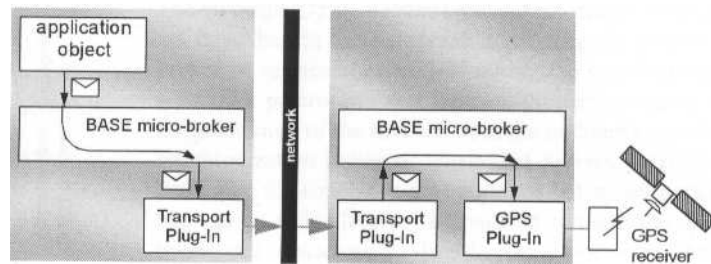 application
object
BASE micro-broker
Transport
Plug-In
network
BASE micro-broker
Transport
Plug-In
GPS
Plug-In
GPS
receiver